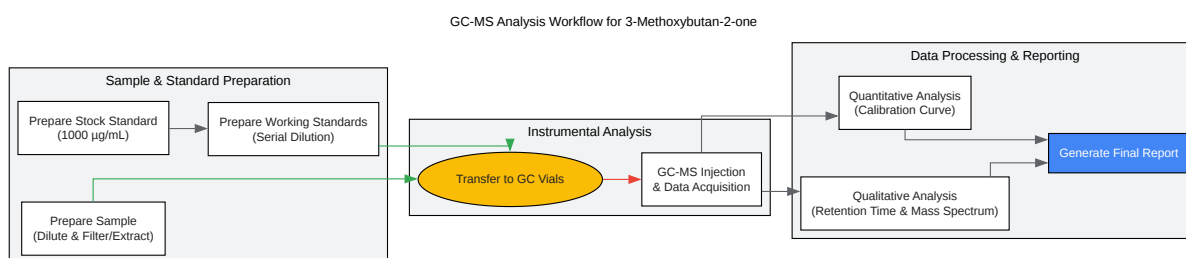 GC-MS Analysis Workflow for 3-Methoxybutan-2-one
Sample & Standard Preparation
Prepare Stock Standard
(1000 µg/mL)
Prepare Working Standards
(Serial Dilution)
Prepare Sample
(Dilute & Filter/Extract)
Instrumental Analysis
Transfer to GC Vials
GC-MS Injection
& Data Acquisition
Data Processing & Reporting
Quantitative Analysis
(Calibration Curve)
Qualitative Analysis
(Retention Time & Mass Spectrum)
Generate Final Report